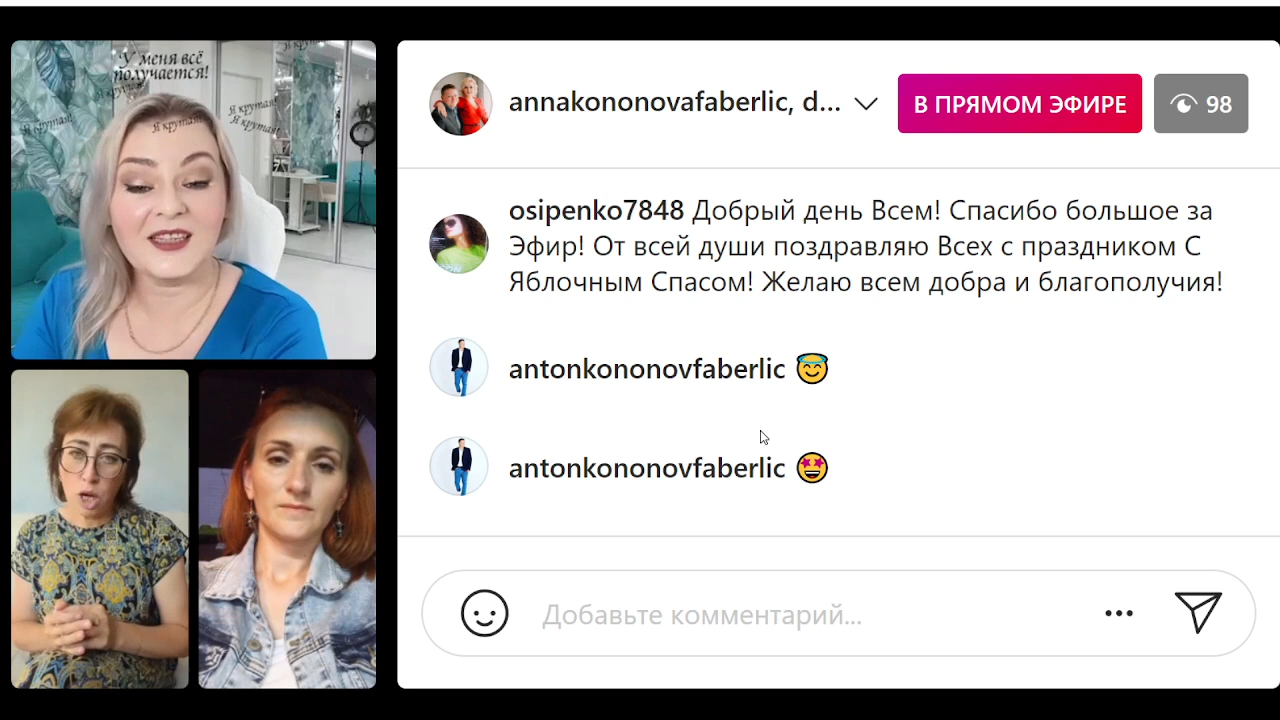 У меня всё
получается!
Я крутая!
Я крутая!
Я крутая!
Я крутая!
annakononovafaberlic, d...
В ПРЯМОМ ЭФИРЕ
98
osipenko7848 Добрый день Всем! Спасибо большое за
Эфир! От всей души поздравляю Всех с праздником С
Яблочным Спасом! Желаю всем добра и благополучия!
antonkononovfaberlic 😇
antonkononovfaberlic 🤩
Добавьте комментарий...